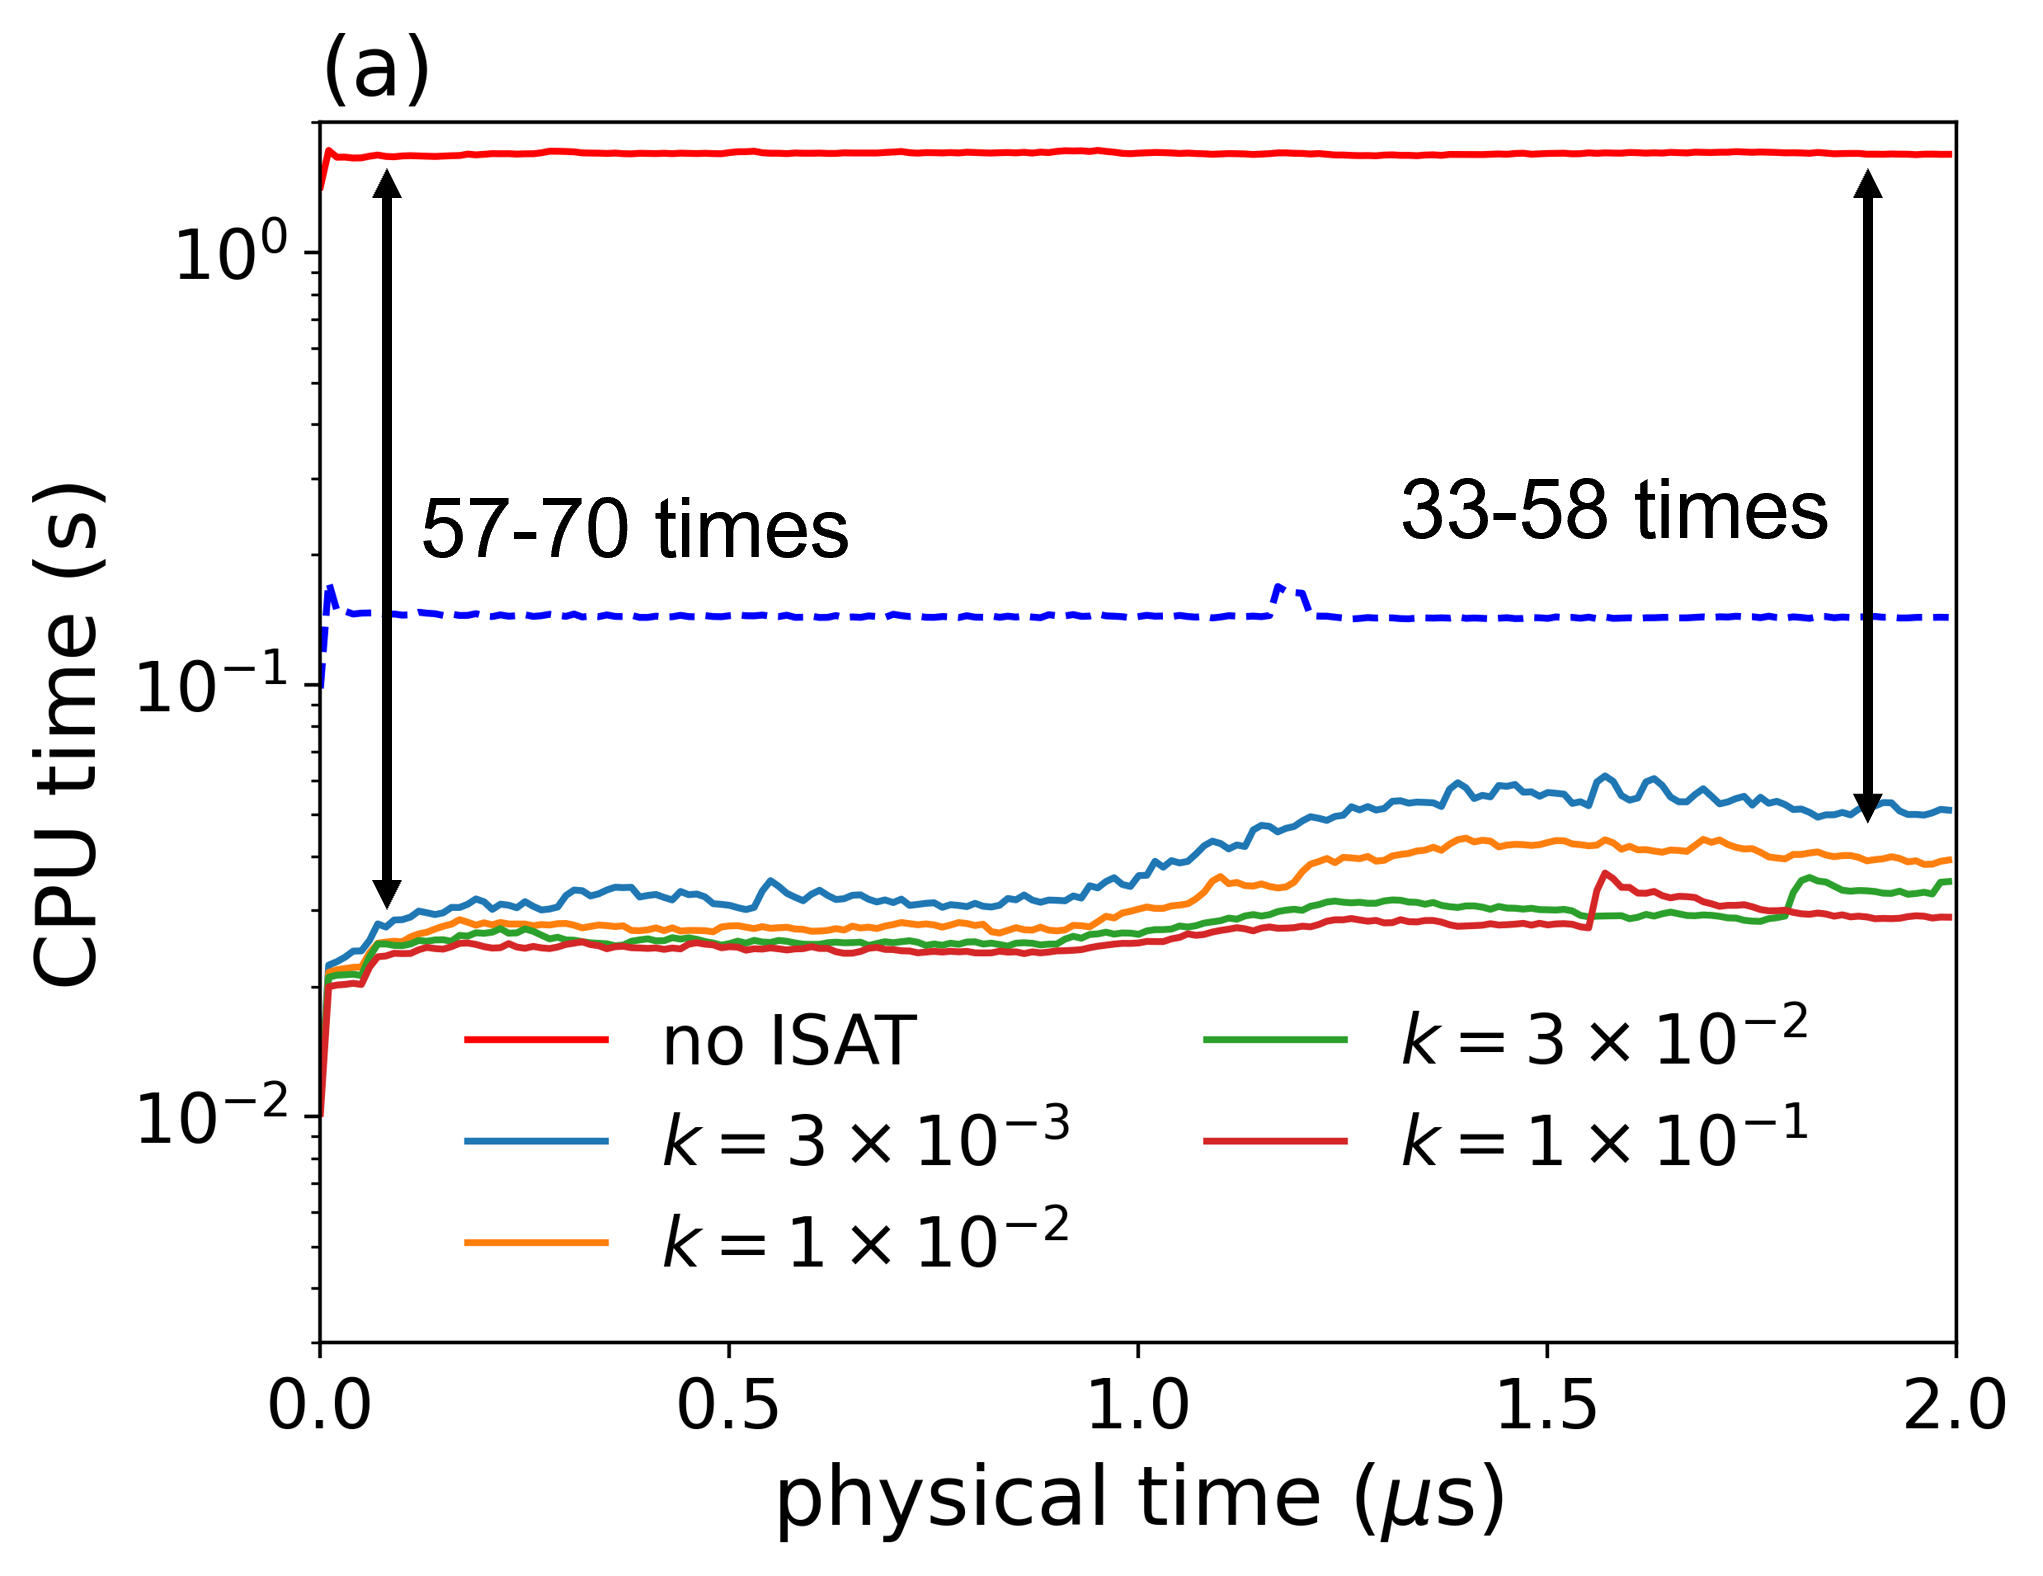 (a)
CPU time (s)
10⁰
10⁻¹
10⁻²
57-70 times
33-58 times
no ISAT
k = 3 × 10⁻³
k = 1 × 10⁻²
k = 3 × 10⁻²
k = 1 × 10⁻¹
0.0 0.5 1.0 1.5 2.0
physical time (μs)